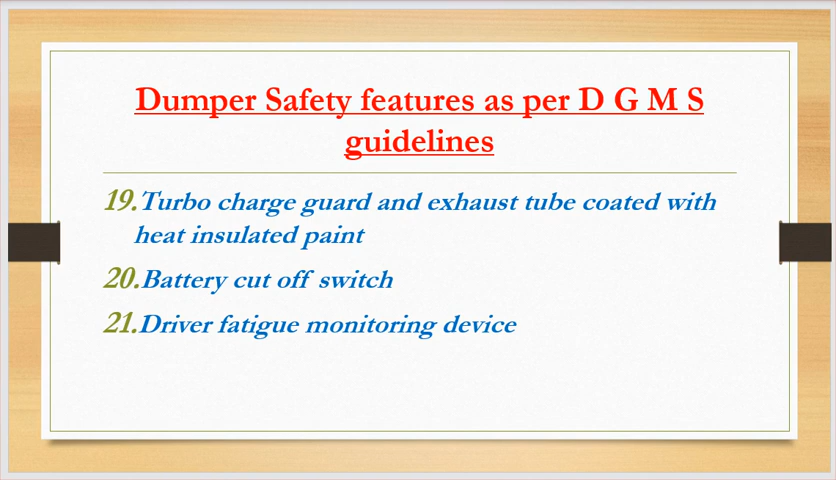 Dumper Safety features as per D G M S
guidelines
19.Turbo charge guard and exhaust tube coated with
heat insulated paint
20.Battery cut off switch
21.Driver fatigue monitoring device